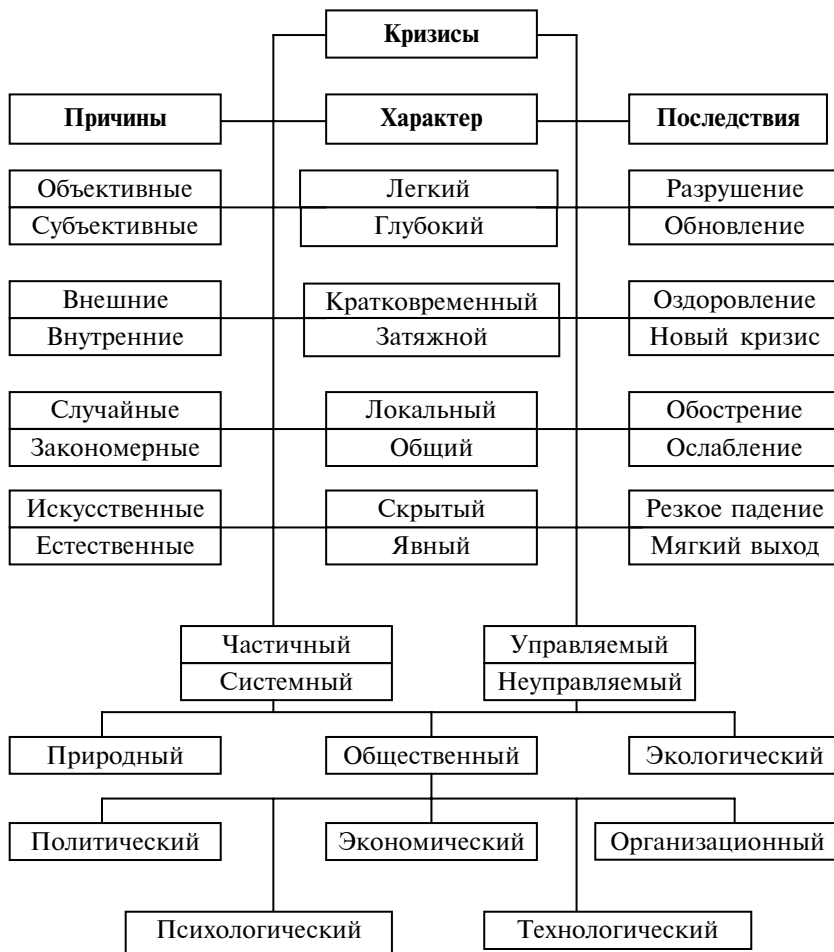 Кризисы
Причины Характер Последствия
Объективные Легкий Разрушение
Субъективные Глубокий Обновление
Внешние Кратковременный Оздоровление
Внутренние Затяжной Новый кризис
Случайные Локальный Обострение
Закономерные Общий Ослабление
Искусственные Скрытый Резкое падение
Естественные Явный Мягкий выход
Частичный Управляемый
Системный Неуправляемый
Природный Общественный Экологический
Политический Экономический Организационный
Психологический Технологический